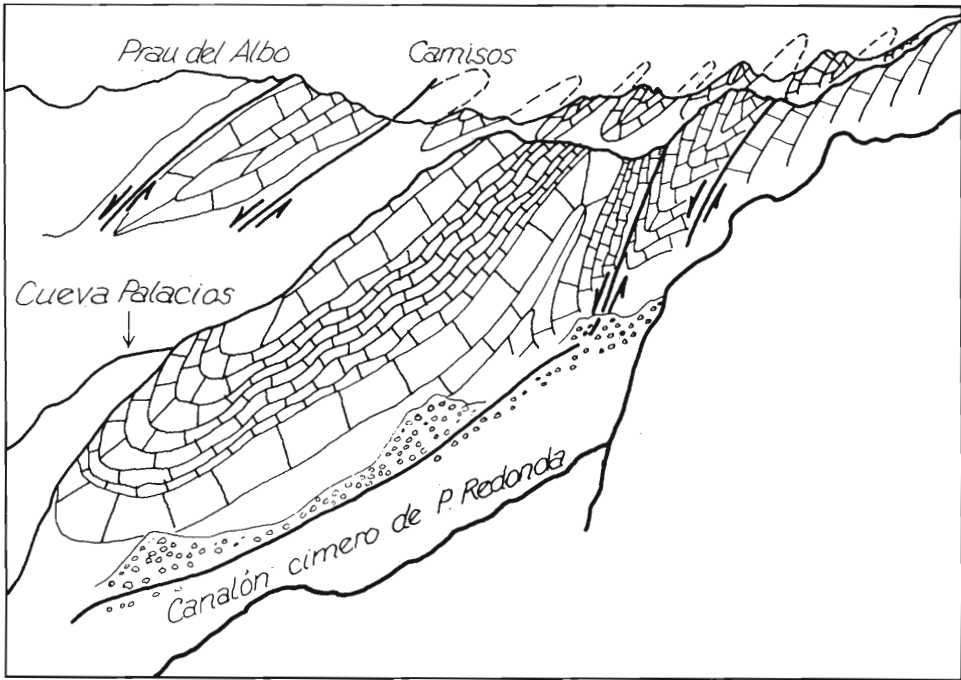 Prau del Albo
Camisos
Cueva Palacios
Canalón cimero de P. Redonda